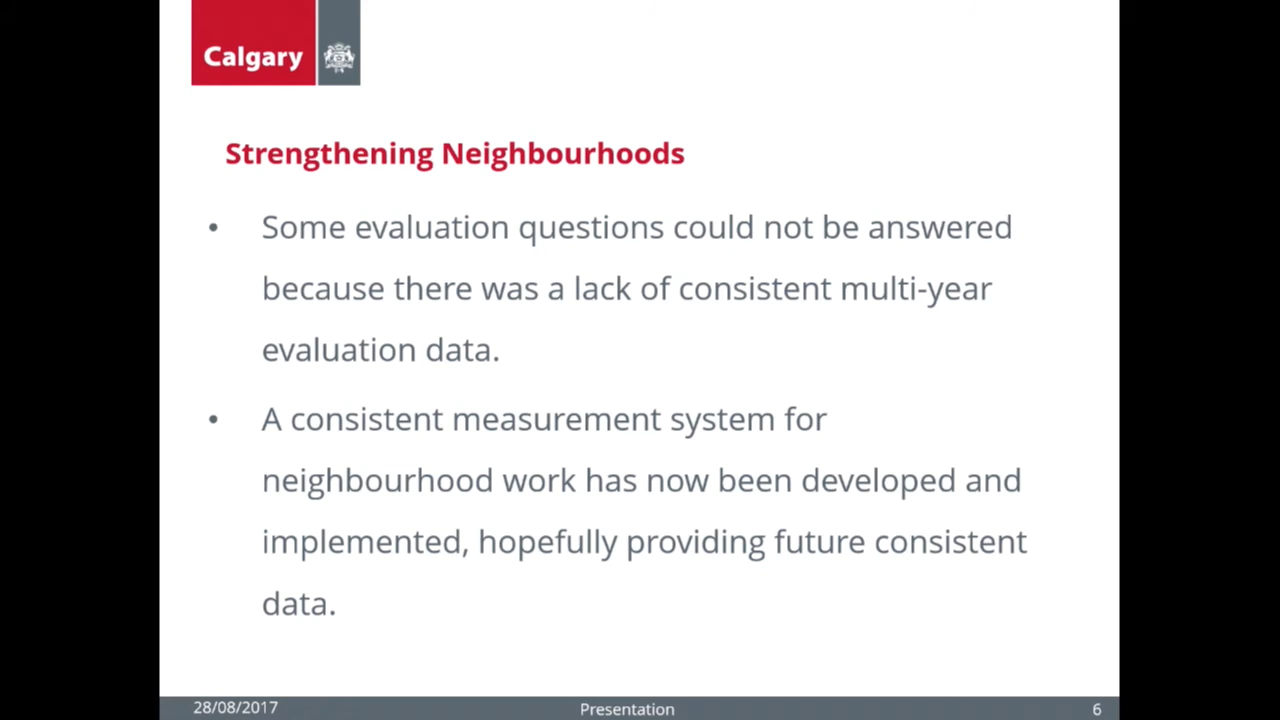 Calgary
Strengthening Neighbourhoods
• Some evaluation questions could not be answered
because there was a lack of consistent multi-year
evaluation data.
• A consistent measurement system for
neighbourhood work has now been developed and
implemented, hopefully providing future consistent
data.
28/08/2017 Presentation 6